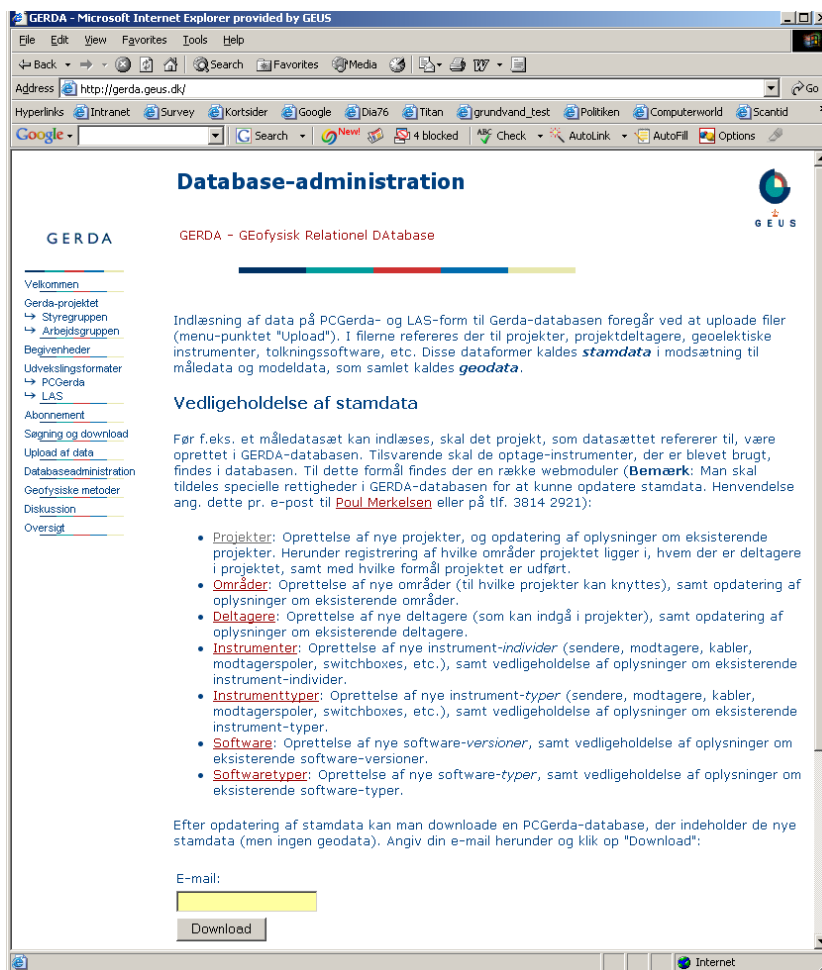 GERDA - Microsoft Internet Explorer provided by GEUS
File Edit View Favorites Tools Help
Back Search Favorites Media
Address http://gerda.geus.dk/ Go
Hyperlinks Intranet Survey Kortsider Google Dia76 Titan grundvand_test Politiken Computerworld Scantid
Google Search New! 4 blocked ABC Check AutoLink AutoFill Options
Database-administration
GEUS
GERDA
GERDA - GEofysisk Relationel DAtabase
Velkommen
Gerda-projektet
Styregruppen
Arbejdsgruppen
Begivenheder
Udvekslingsformater
PCGerda
LAS
Abonnement
Søgning og download
Upload af data
Databaseadministration
Geofysiske metoder
Diskussion
Oversigt
Indlæsning af data på PCGerda- og LAS-form til Gerda-databasen foregår ved at uploade filer
(menu-punktet "Upload"). I filerne refereres der til projekter, projektdeltagere, geoelektiske
instrumenter, tolkningssoftware, etc. Disse dataformer kaldes stamdata i modsætning til
måledata og modeldata, som samlet kaldes geodata.
Vedligeholdelse af stamdata
Før f.eks. et måledatasæt kan indlæses, skal det projekt, som datasættet refererer til, være
oprettet i GERDA-databasen. Tilsvarende skal de optage-instrumenter, der er blevet brugt,
findes i databasen. Til dette formål findes der en række webmoduler (Bemærk: Man skal
tildeles specielle rettigheder i GERDA-databasen for at kunne opdatere stamdata. Henvendelse
ang. dette pr. e-post til Poul Merkelsen eller på tlf. 3814 2921):
• Projekter: Oprettelse af nye projekter, og opdatering af oplysninger om eksisterende
projekter. Herunder registrering af hvilke områder projektet ligger i, hvem der er deltagere
i projektet, samt med hvilke formål projektet er udført.
• Områder: Oprettelse af nye områder (til hvilke projekter kan knyttes), samt opdatering af
oplysninger om eksisterende områder.
• Deltagere: Oprettelse af nye deltagere (som kan indgå i projekter), samt opdatering af
oplysninger om eksisterende deltagere.
• Instrumenter: Oprettelse af nye instrument-individer (sendere, modtagere, kabler,
modtagerspoler, switchboxes, etc.), samt vedligeholdelse af oplysninger om eksisterende
instrument-individer.
• Instrumenttyper: Oprettelse af nye instrument-typer (sendere, modtagere, kabler,
modtagerspoler, switchboxes, etc.), samt vedligeholdelse af oplysninger om eksisterende
instrument-typer.
• Software: Oprettelse af nye software-versioner, samt vedligeholdelse af oplysninger om
eksisterende software-versioner.
• Softwaretyper: Oprettelse af nye software-typer, samt vedligeholdelse af oplysninger om
eksisterende software-typer.
Efter opdatering af stamdata kan man downloade en PCGerda-database, der indeholder de nye
stamdata (men ingen geodata). Angiv din e-mail herunder og klik op "Download":
E-mail:
Download
Internet